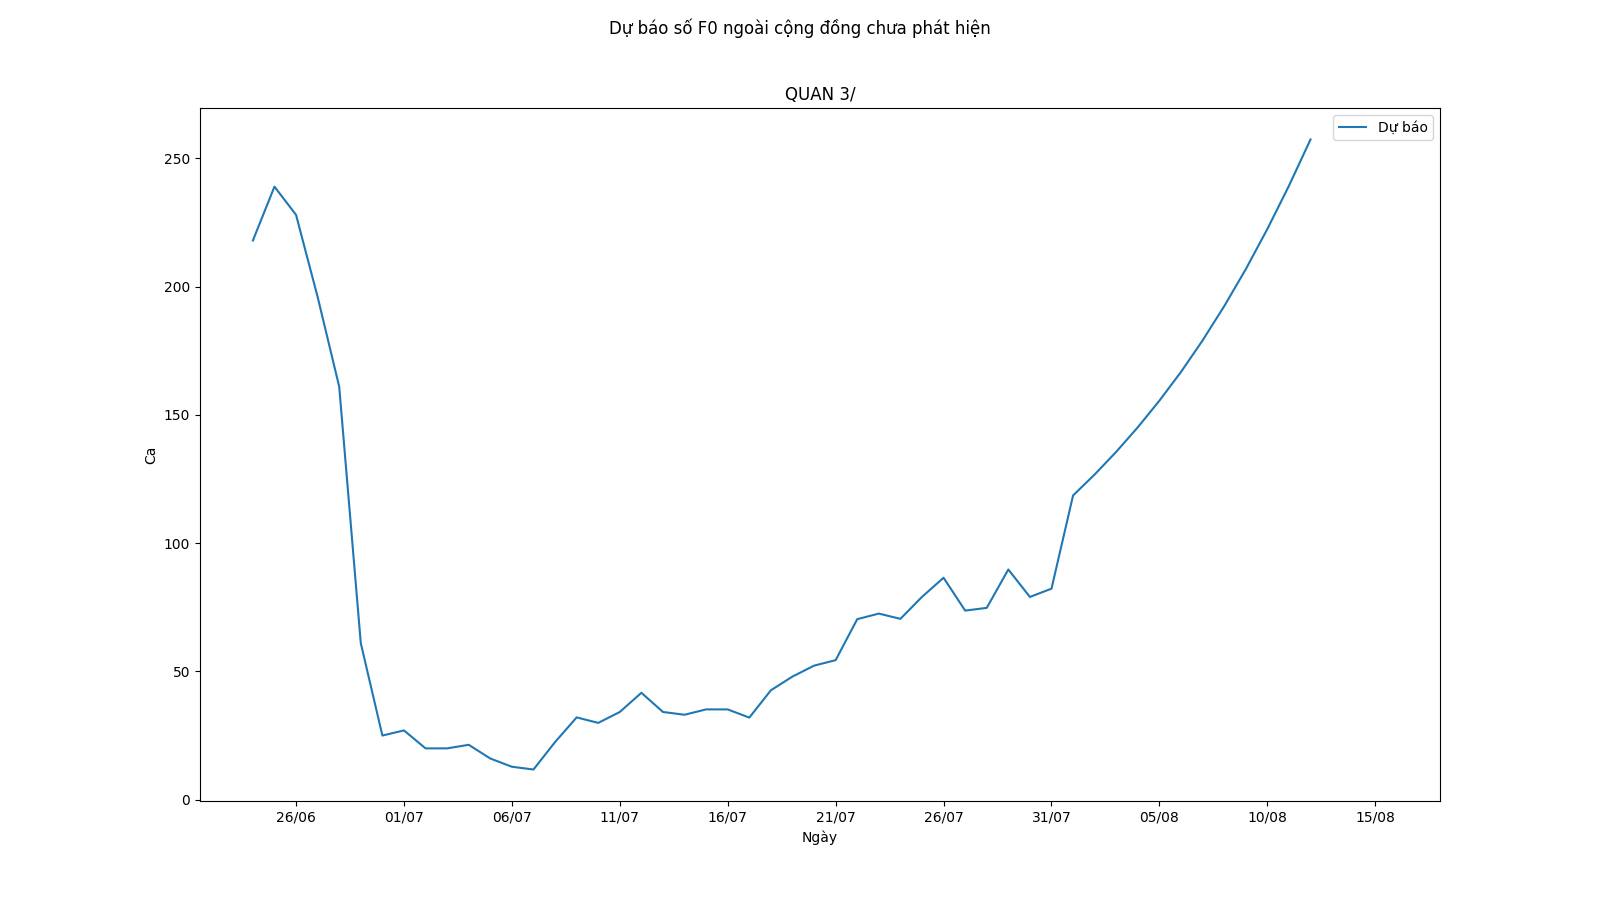 Dự báo số F0 ngoài cộng đồng chưa phát hiện
QUAN 3/
Dự báo
250
200
150
100
50
0
Ca
26/06 01/07 06/07 11/07 16/07 21/07 26/07 31/07 05/08 10/08 15/08
Ngày